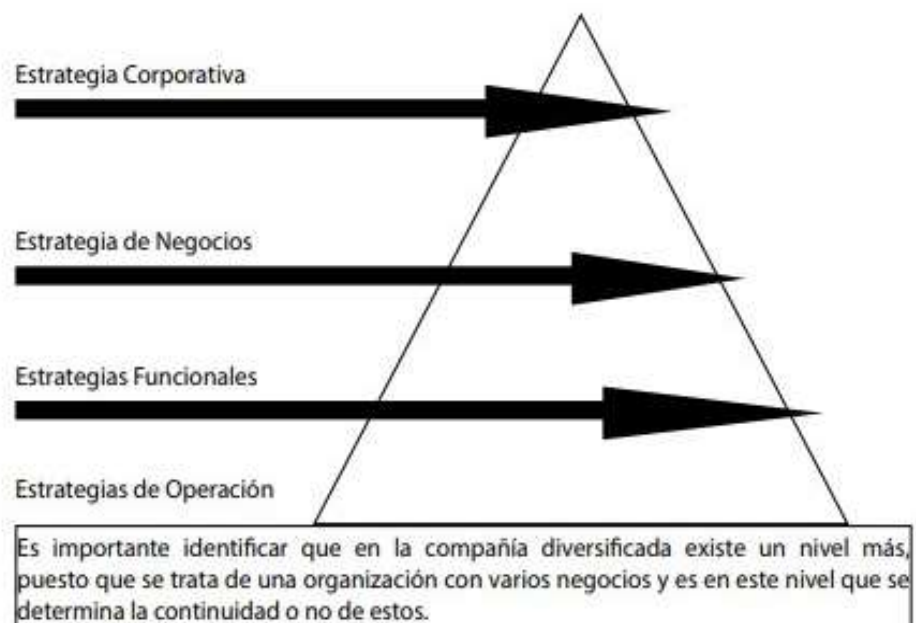 Estrategia Corporativa
Estrategia de Negocios
Estrategias Funcionales
Estrategias de Operación
Es importante identificar que en la compañía diversificada existe un nivel más,
puesto que se trata de una organización con varios negocios y es en este nivel que se
determina la continuidad o no de estos.